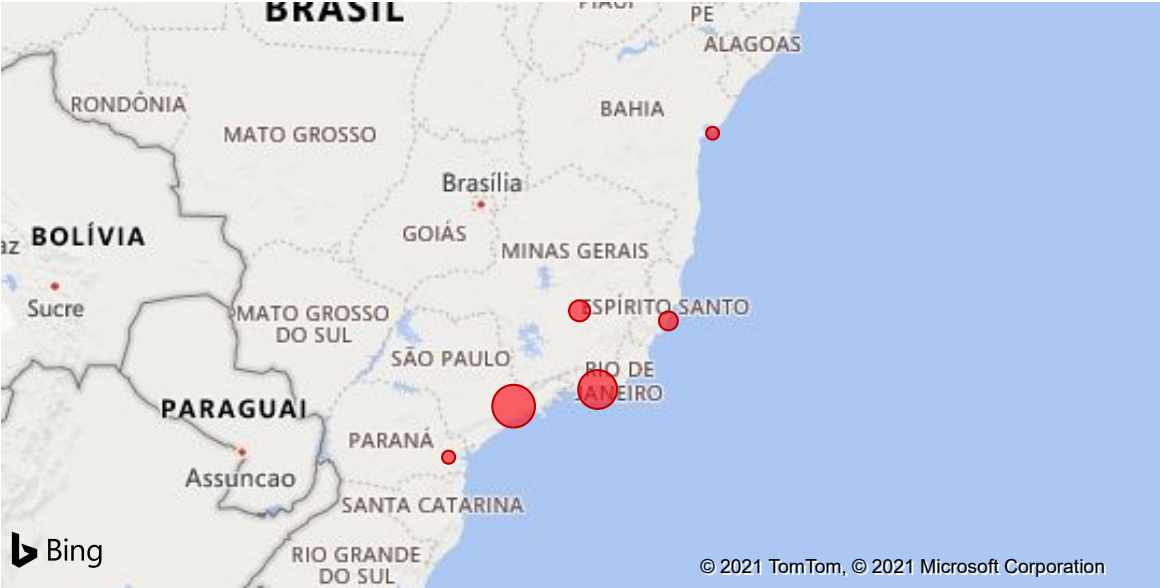 BRASIL
PIAUÍ
PE
ALAGOAS
RONDÔNIA
BAHIA
MATO GROSSO
Brasília
GOIÁS
BOLÍVIA
az
MINAS GERAIS
Sucre
MATO GROSSO
DO SUL
ESPÍRITO SANTO
SÃO PAULO
RIO DE
JANEIRO
PARAGUAI
PARANÁ
Assuncao
SANTA CATARINA
Bing
RIO GRANDE
DO SUL
© 2021 TomTom, © 2021 Microsoft Corporation